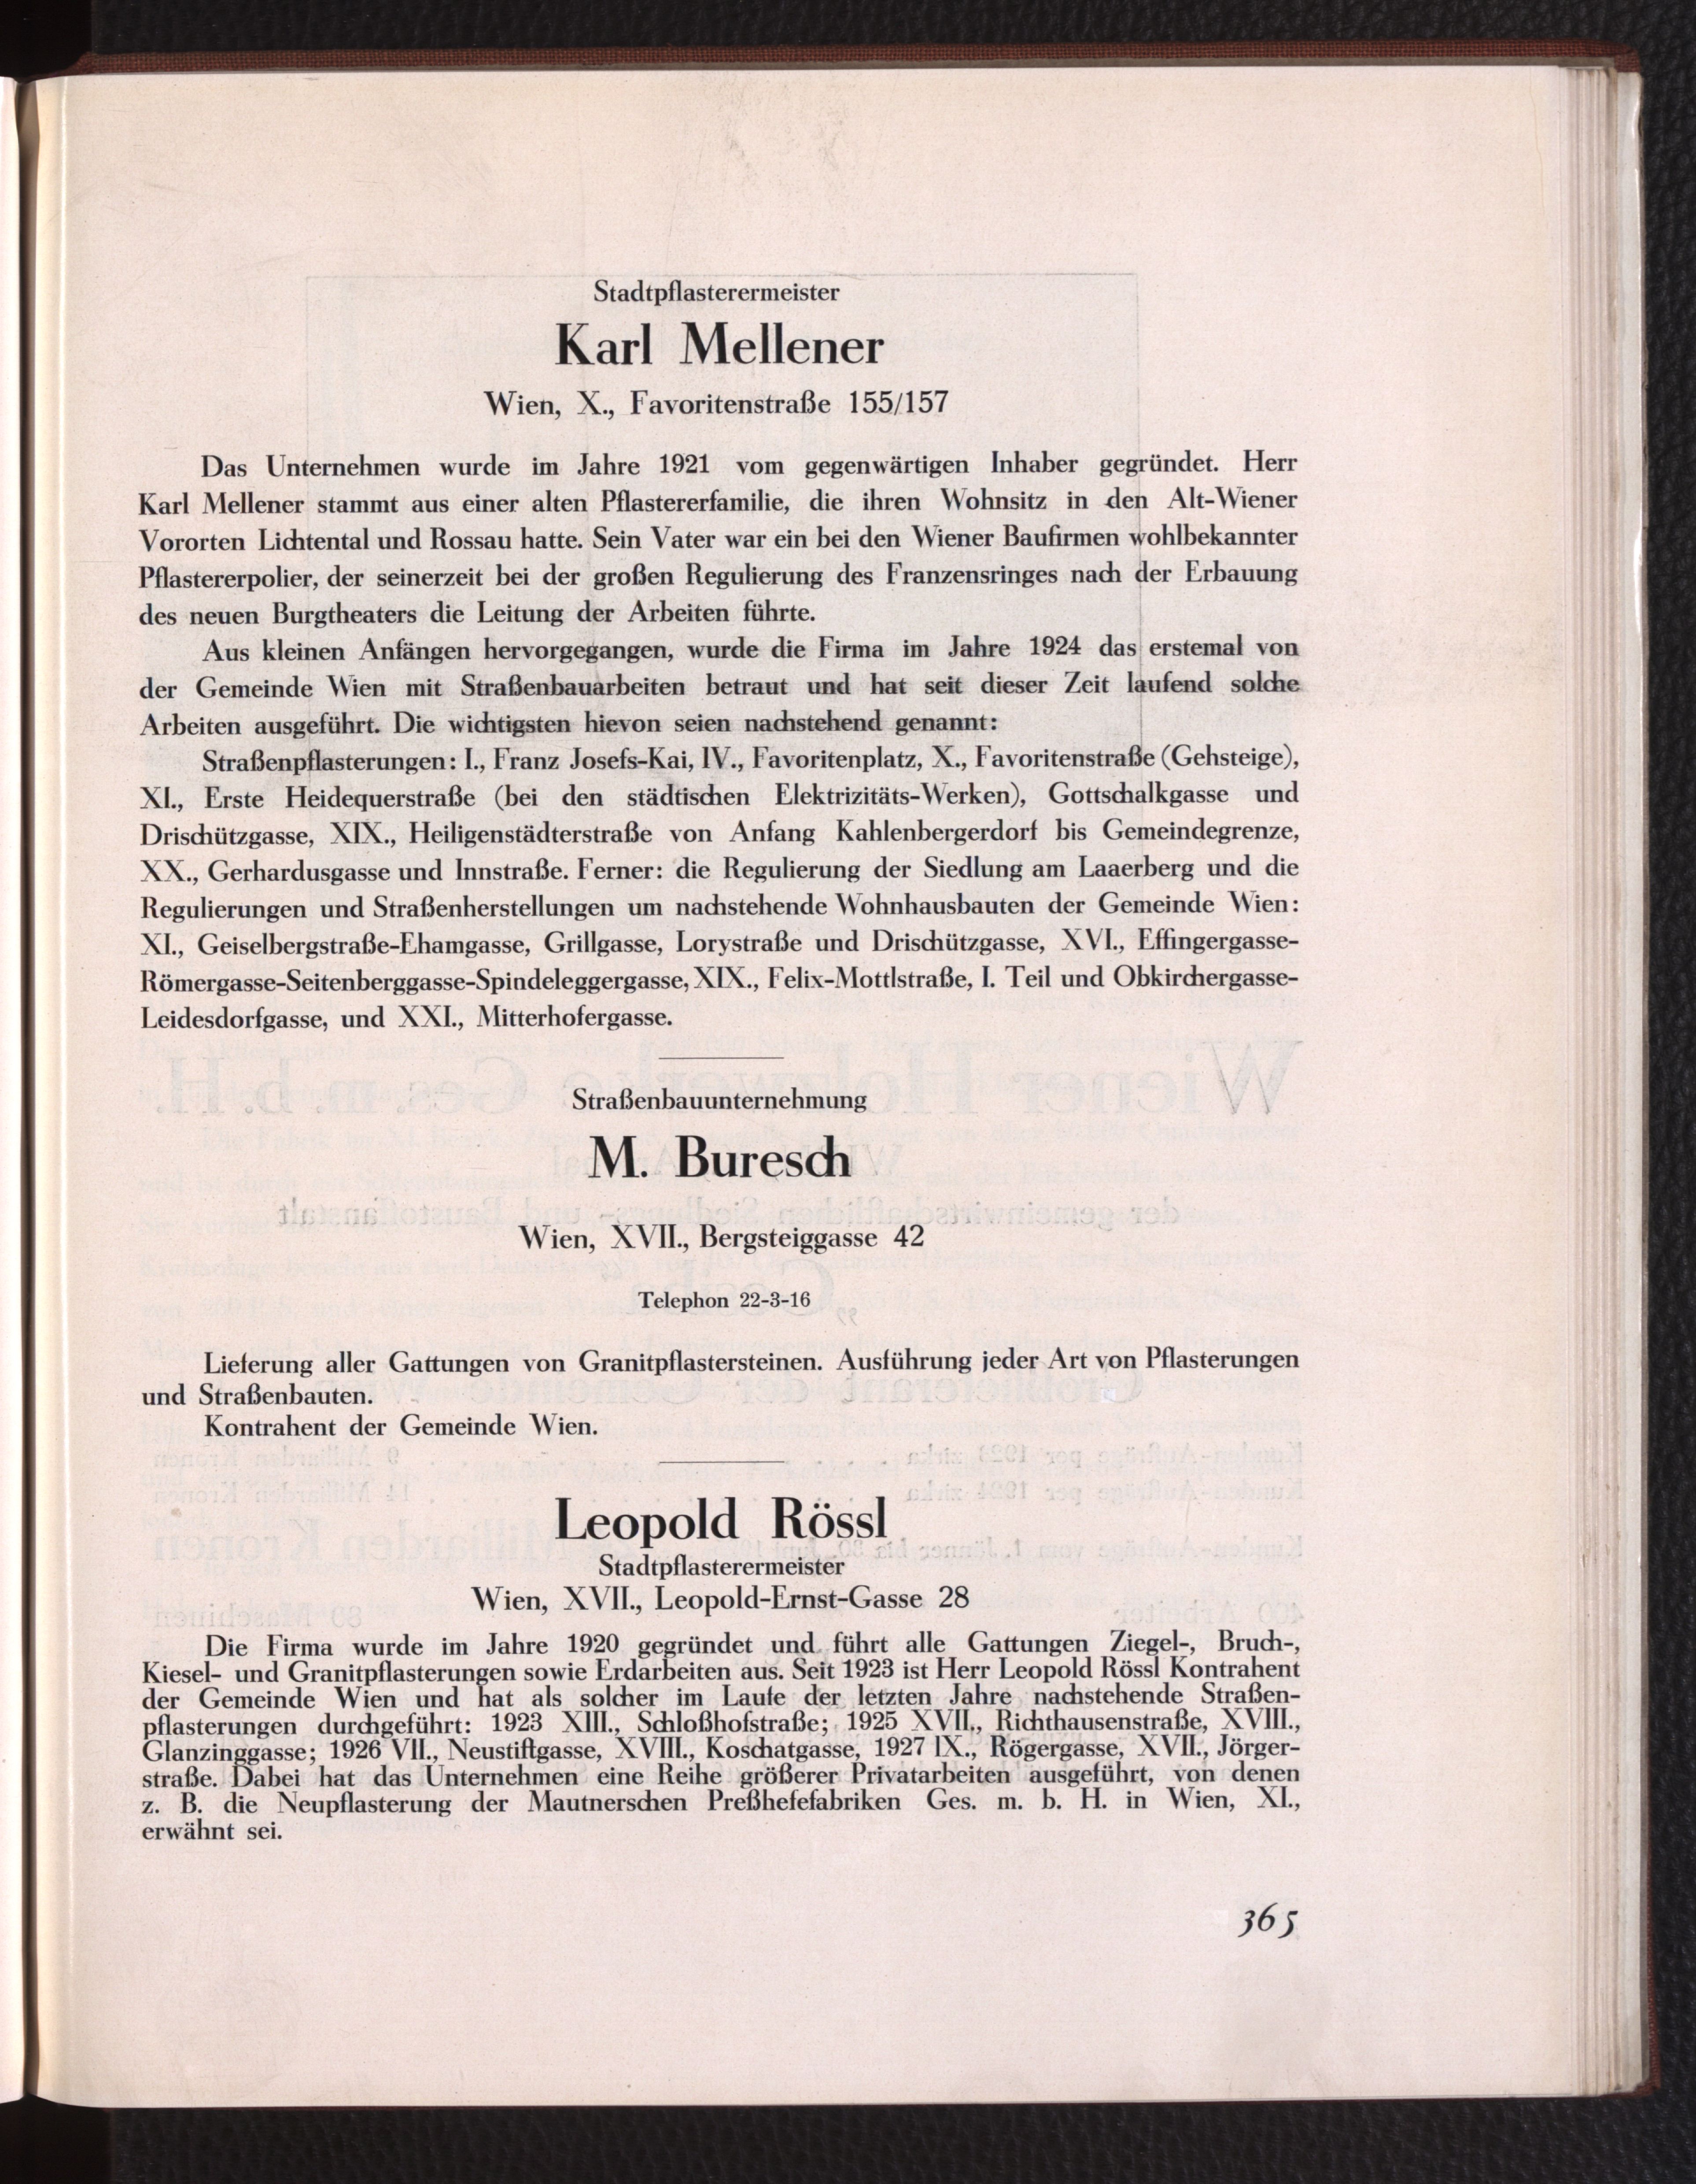 Stadtpflasterermeister
Karl Mellener
Wien, X., Favoritenstraße 155/157
Das Unternehmen wurde im Jahre 1921 vom gegenwärtigen Inhaber gegründet. Herr
Karl Mellener stammt aus einer alten Pflastererfamilie, die ihren Wohnsitz in den Alt-Wiener
Vororten Lichtental und Rossau hatte. Sein Vater war ein bei den Wiener Baufirmen wohlbekannter
Pflastererpolier, der seinerzeit bei der großen Regulierung des Franzensringes nach der Erbauung
des neuen Burgtheaters die Leitung der Arbeiten führte.
Aus kleinen Anfängen hervorgegangen, wurde die Firma im Jahre 1924 das erstemal von
der Gemeinde Wien mit Straßenbauarbeiten betraut und hat seit dieser Zeit laufend solche
Arbeiten ausgeführt. Die wichtigsten hievon seien nachstehend genannt:
Straßenpflasterungen: I., Franz Josefs-Kai, IV., Favoritenplatz, X., Favoritenstraße (Gehsteige),
XI., Erste Heidequerstraße (bei den städtischen Elektrizitäts-Werken), Gottschalkgasse und
Drischützgasse, XIX., Heiligenstädterstraße von Anfang Kahlenbergerdorf bis Gemeindegrenze,
XX., Gerhardusgasse und Innstraße. Ferner: die Regulierung der Siedlung am Laaerberg und die
Regulierungen und Straßenherstellungen um nachstehende Wohnhausbauten der Gemeinde Wien:
XI., Geiselbergstraße-Ehamgasse, Grillgasse, Lorystraße und Drischützgasse, XVI., Effingergasse-
Römergasse-Seitenberggasse-Spindeleggergasse, XIX., Felix-Mottlstraße, I. Teil und Obkirchergasse-
Leidesdorfgasse, und XXI., Mitterhofergasse.
Straßenbauunternehmung
M. Buresch
Wien, XVII., Bergsteiggasse 42
Telephon 22-3-16
Lieferung aller Gattungen von Granitpflastersteinen. Ausführung jeder Art von Pflasterungen
und Straßenbauten.
Kontrahent der Gemeinde Wien.
Leopold Rössl
Stadtpflasterermeister
Wien, XVII., Leopold-Ernst-Gasse 28
Die Firma wurde im Jahre 1920 gegründet und führt alle Gattungen Ziegel-, Bruch-,
Kiesel- und Granitpflasterungen sowie Erdarbeiten aus. Seit 1923 ist Herr Leopold Rössl Kontrahent
der Gemeinde Wien und hat als solcher im Laufe der letzten Jahre nachstehende Straßen-
pflasterungen durchgeführt: 1923 XIII., Schloßhofstraße; 1925 XVII., Richthausenstraße, XVIII.,
Glanzinggasse; 1926 VII., Neustiftgasse, XVIII., Koschatgasse, 1927 IX., Rögergasse, XVII., Jörger-
straße. Dabei hat das Unternehmen eine Reihe größerer Privatarbeiten ausgeführt, von denen
z. B. die Neupflasterung der Mautnerschen Preßhefefabriken Ges. m. b. H. in Wien, XI.,
erwähnt sei.
365